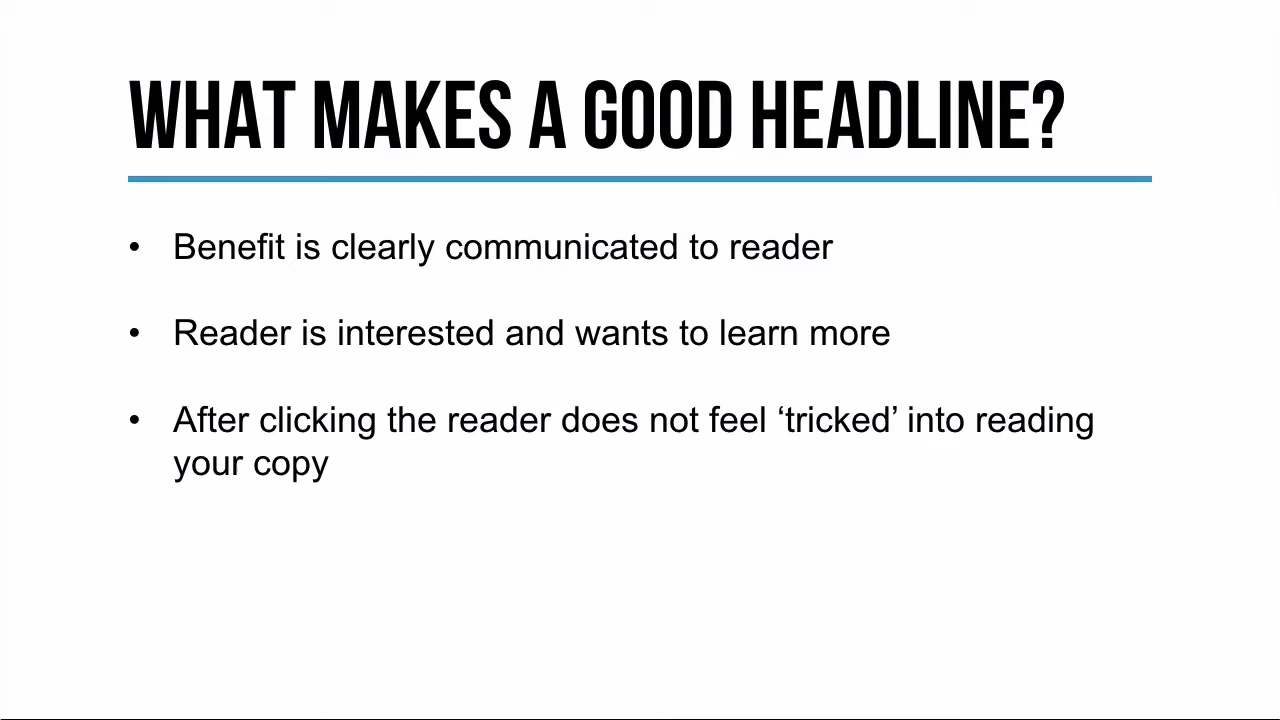 WHAT MAKES A GOOD HEADLINE?
• Benefit is clearly communicated to reader
• Reader is interested and wants to learn more
• After clicking the reader does not feel ‘tricked’ into reading
your copy